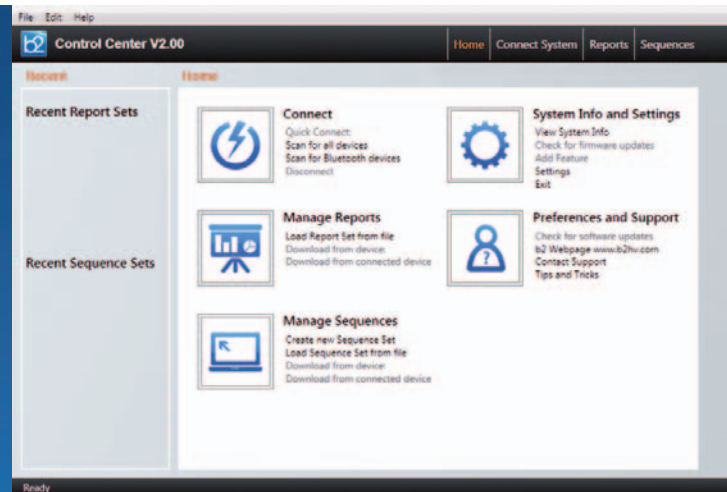 File Edit Help
b2 Control Center V2.00
Home Connect System Reports Sequences
Recent
Home
Recent Report Sets
Recent Sequence Sets
Connect
Quick Connect:
Scan for all devices
Scan for Bluetooth devices
Disconnect
System Info and Settings
View System Info
Check for firmware updates
Add Feature
Settings
Exit
Manage Reports
Load Report Set from file
Download from device:
Download from connected device
Preferences and Support
Check for software updates
b2 Webpage www.b2hv.com
Contact Support
Tips and Tricks
Manage Sequences
Create new Sequence Set
Load Sequence Set from file
Download from device:
Download from connected device
Ready